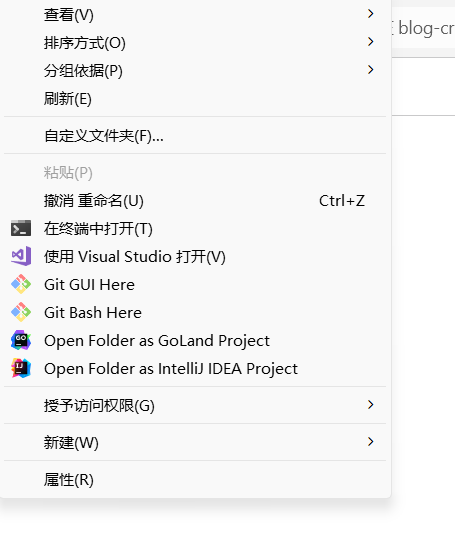 查看(V)
blog-cr
排序方式(O)
分组依据(P)
刷新(E)
自定义文件夹(F)...
粘贴(P)
撤消 重命名(U) Ctrl+Z
在终端中打开(T)
使用 Visual Studio 打开(V)
Git GUI Here
Git Bash Here
Open Folder as GoLand Project
Open Folder as IntelliJ IDEA Project
授予访问权限(G)
新建(W)
属性(R)